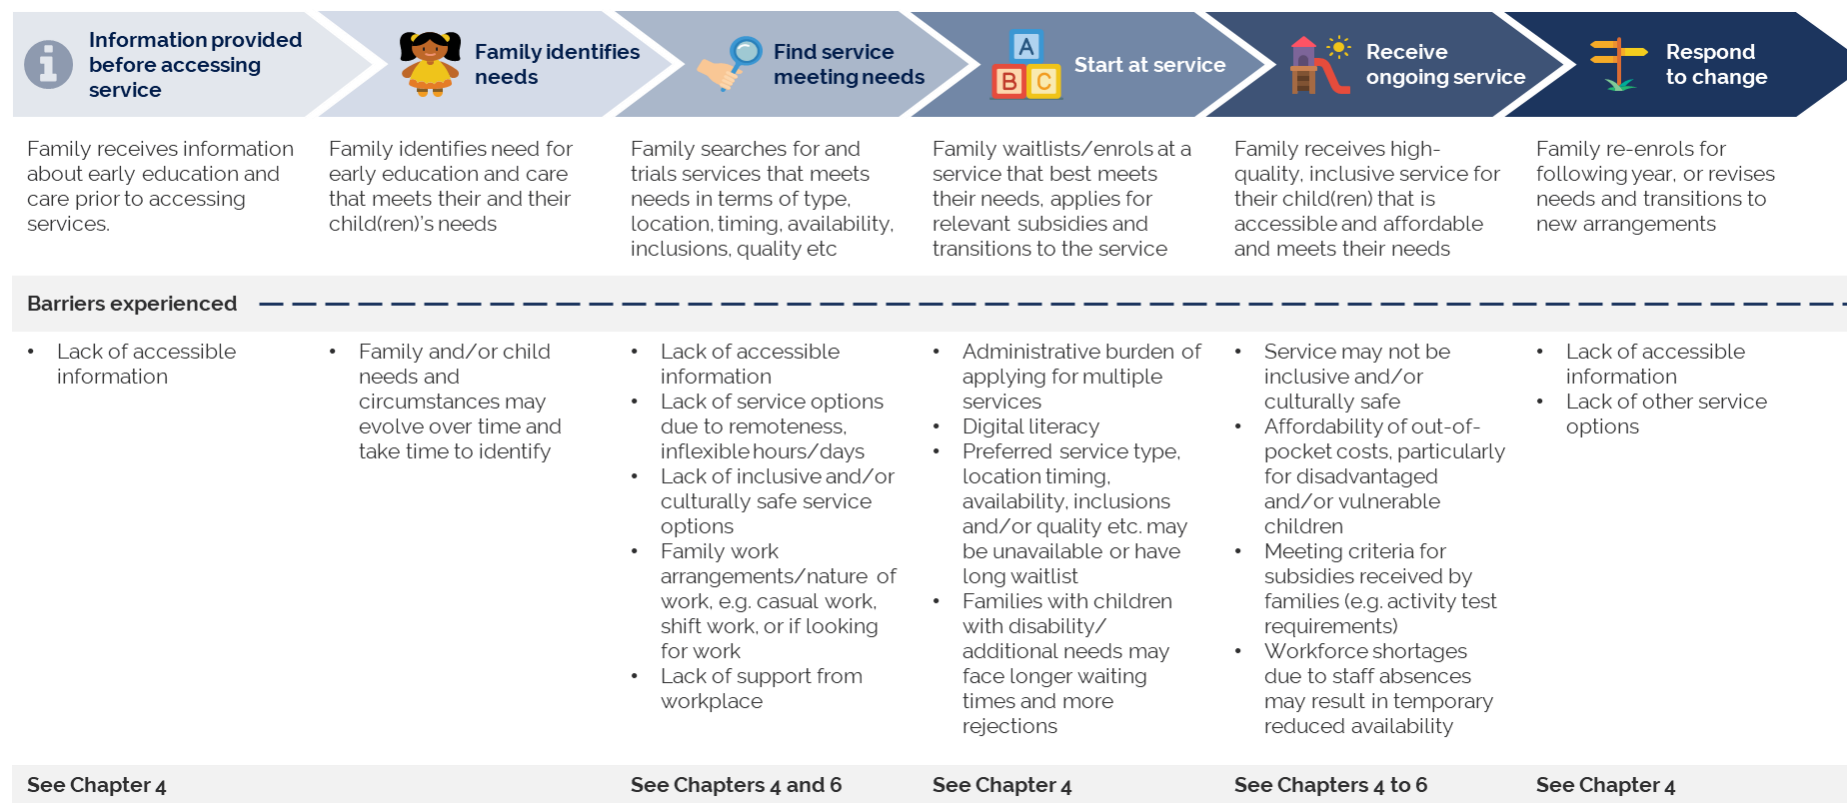 Information provided
before accessing
service
Family identifies
needs
Find service
meeting needs
A
B C
Start at service
Receive
ongoing service
Respond
to change
Family receives information
about early education and
care prior to accessing
services.
Family identifies need for
early education and care
that meets their and their
child(ren)'s needs
Family searches for and
trials services that meets
needs in terms of type,
location, timing, availability,
inclusions, quality etc
Family waitlists/enrols at a
service that best meets
their needs, applies for
relevant subsidies and
transitions to the service
Family receives high-
quality, inclusive service for
their child(ren) that is
accessible and affordable
and meets their needs
Family re-enrols for
following year, or revises
needs and transitions to
new arrangements
Barriers experienced
• Lack of accessible
information
• Family and/or child
needs and
circumstances may
evolve over time and
take time to identify
• Lack of accessible
information
• Lack of service options
due to remoteness,
inflexible hours/days
• Lack of inclusive and/or
culturally safe service
options
• Family work
arrangements/nature of
work, e.g. casual work,
shift work, or if looking
for work
• Lack of support from
workplace
• Administrative burden of
applying for multiple
services
• Digital literacy
• Preferred service type,
location timing,
availability, inclusions
and/or quality etc. may
be unavailable or have
long waitlist
• Families with children
with disability/
additional needs may
face longer waiting
times and more
rejections
• Service may not be
inclusive and/or
culturally safe
• Affordability of out-of-
pocket costs, particularly
for disadvantaged
and/or vulnerable
children
• Meeting criteria for
subsidies received by
families (e.g. activity test
requirements)
• Workforce shortages
due to staff absences
may result in temporary
reduced availability
• Lack of accessible
information
• Lack of other service
options
See Chapter 4
See Chapters 4 and 6
See Chapter 4
See Chapters 4 to 6
See Chapter 4